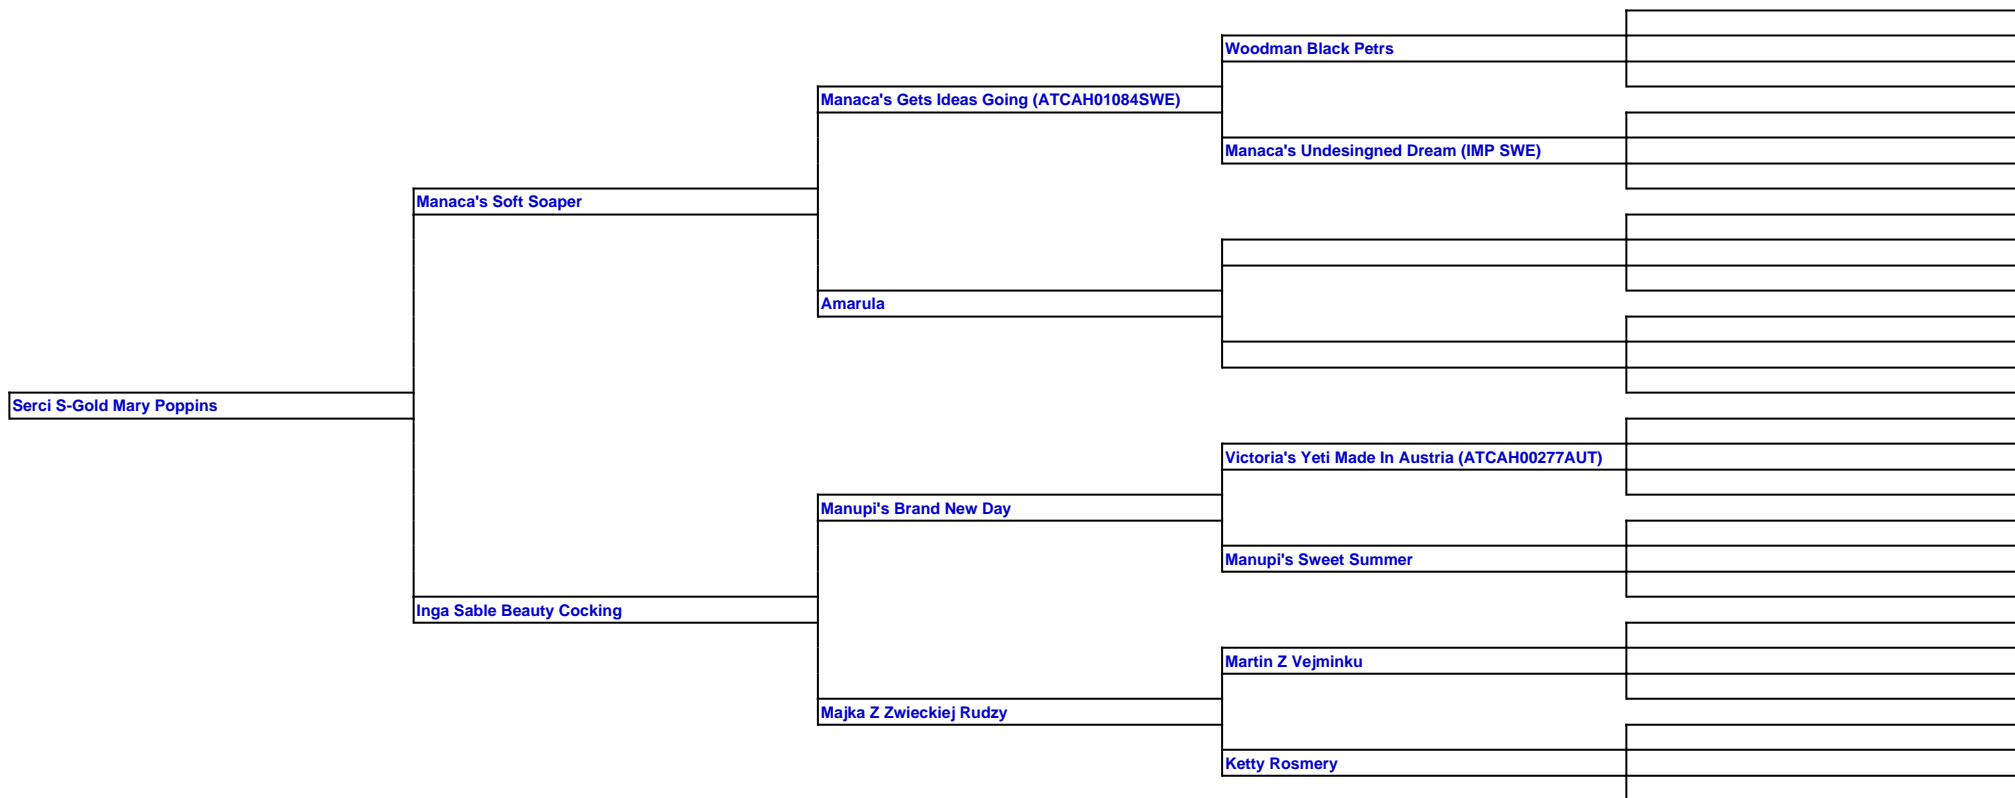 Woodman Black Petrs
Manaca's Gets Ideas Going (ATCAH01084SWE)
Manaca's Undesingned Dream (IMP SWE)
Manaca's Soft Soaper
Amarula
Serci S-Gold Mary Poppins
Victoria's Yeti Made In Austria (ATCAH00277AUT)
Manupi's Brand New Day
Manupi's Sweet Summer
Inga Sable Beauty Cocking
Martin Z Vejminku
Majka Z Zwieckiej Rudzy
Ketty Rosmery